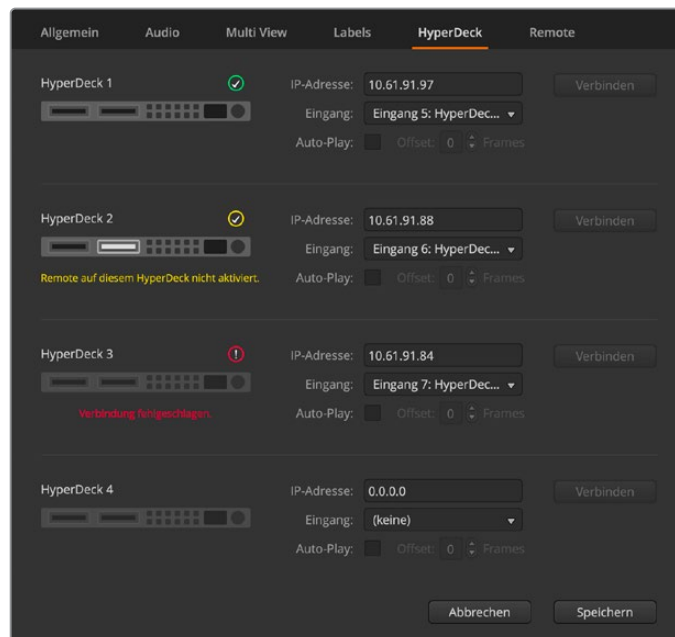 Allgemein Audio Multi View Labels HyperDeck Remote
HyperDeck 1 IP-Adresse: 10.61.91.97 Verbinden
Eingang: Eingang 5: HyperDec...
Auto-Play: Offset: 0 Frames
HyperDeck 2 IP-Adresse: 10.61.91.88 Verbinden
Eingang: Eingang 6: HyperDec...
Remote auf diesem HyperDeck nicht aktiviert. Auto-Play: Offset: 0 Frames
HyperDeck 3 IP-Adresse: 10.61.91.84 Verbinden
Eingang: Eingang 7: HyperDec...
Verbindung fehlgeschlagen. Auto-Play: Offset: 0 Frames
HyperDeck 4 IP-Adresse: 0.0.0.0 Verbinden
Eingang: (keine)
Auto-Play: Offset: 0 Frames
Abbrechen Speichern